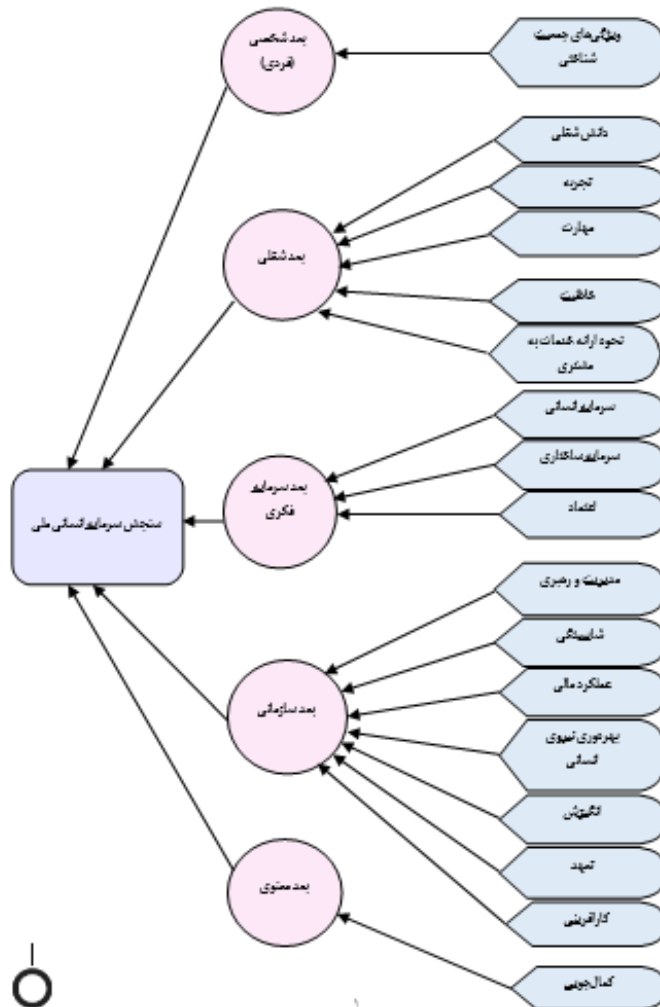 ویژگی‌های جمعیت
شناختی
بعد شخصی
(فردی)
دانش شغلی
تجربه
مهارت
خلاقیت
نحوه ارائه خدمات به
مشتری
بعد شغلی
سرمایه انسانی
سرمایه ساختاری
اعتماد
بعد سرمایه
فکری
سنجش سرمایه انسانی ملی
مدیریت و رهبری
شایستگی
عملکرد مالی
بهره‌وری نیروی
انسانی
انگیزش
تعهد
کارآفرینی
بعد سازمانی
کمال‌جویی
بعد معنوی